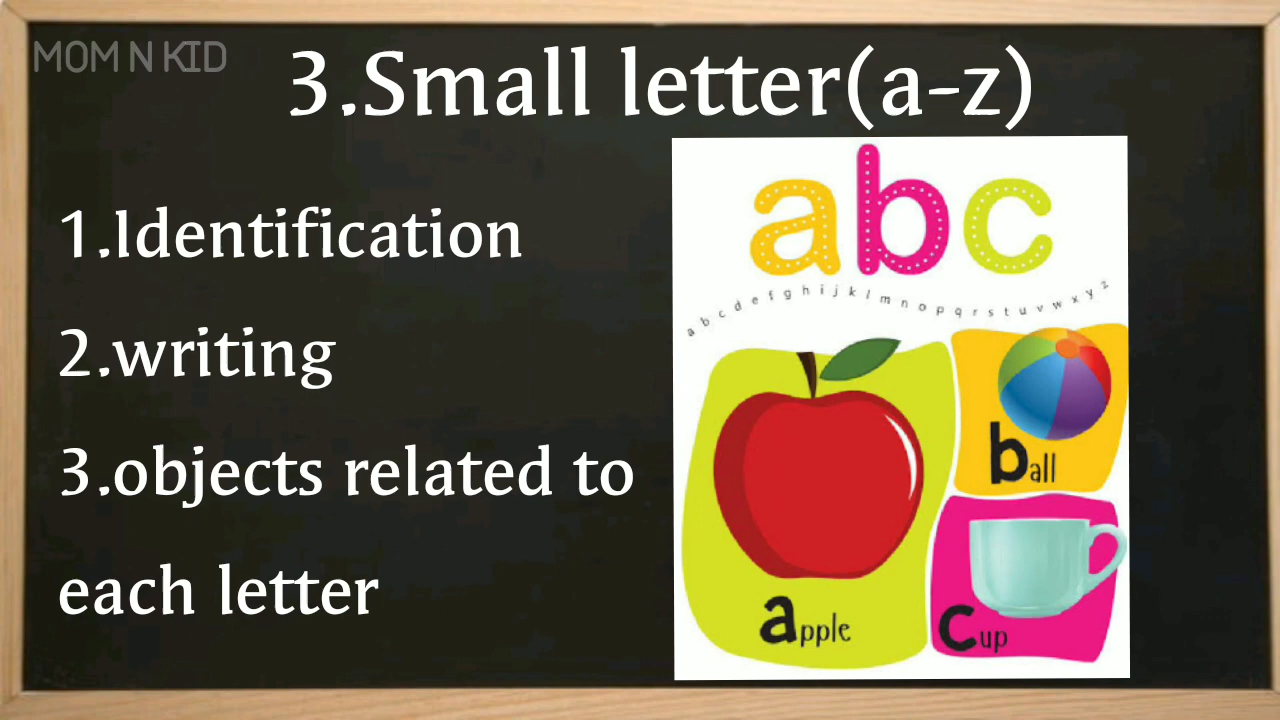 MOM N KID
3.Small letter(a-z)
1.Identification
2.writing
3.objects related to
each letter
abc
a b c d e f g h i j k l m n o p q r s t u v w x y z
ball
apple
cup